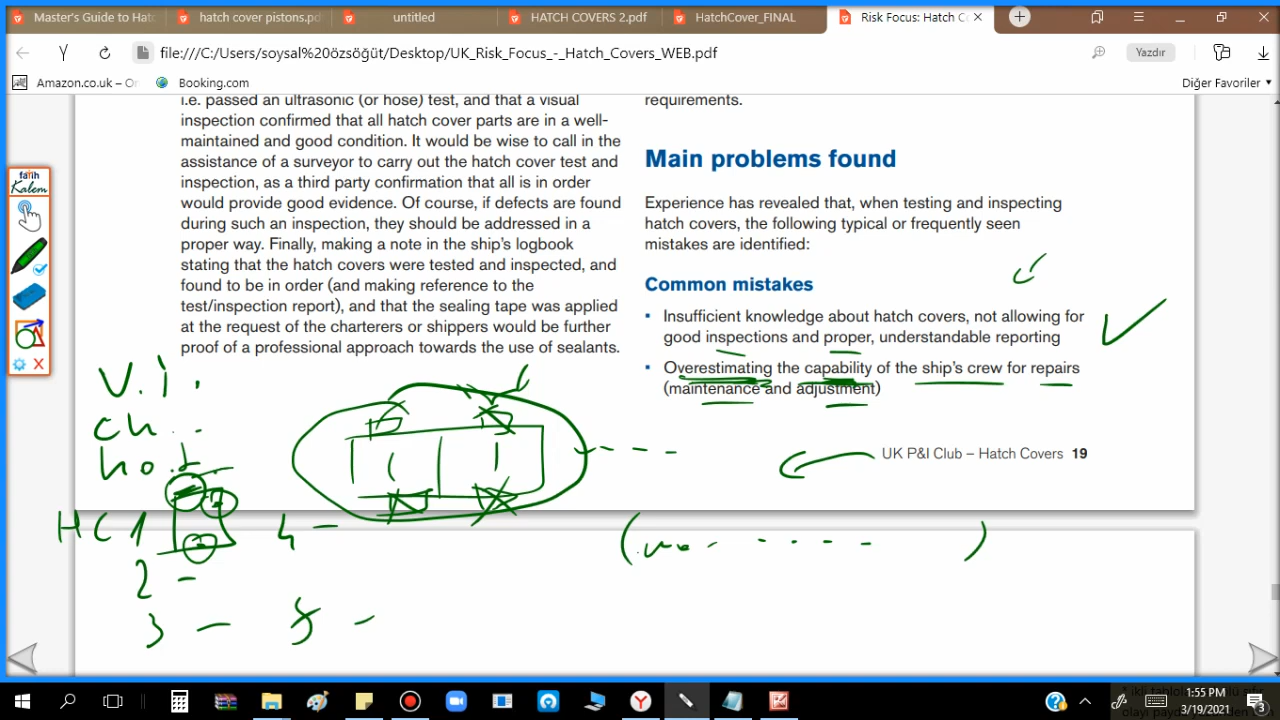 Master's Guide to Hatc
hatch cover pistons.pd
untitled
HATCH COVERS 2.pdf
HatchCover_FINAL
Risk Focus: Hatch Co
file:///C:/Users/soysal%20özsöğüt/Desktop/UK_Risk_Focus_-_Hatch_Covers_WEB.pdf
Yazdır
Amazon.co.uk – O
Booking.com
Diğer Favoriler
fatih
Kalem
i.e. passed an ultrasonic (or hose) test, and that a visual
inspection confirmed that all hatch cover parts are in a well-
maintained and good condition. It would be wise to call in the
assistance of a surveyor to carry out the hatch cover test and
inspection, as a third party confirmation that all is in order
would provide good evidence. Of course, if defects are found
during such an inspection, they should be addressed in a
proper way. Finally, making a note in the ship's logbook
stating that the hatch covers were tested and inspected, and
found to be in order (and making reference to the
test/inspection report), and that the sealing tape was applied
at the request of the charterers or shippers would be further
proof of a professional approach towards the use of sealants.
requirements.
Main problems found
Experience has revealed that, when testing and inspecting
hatch covers, the following typical or frequently seen
mistakes are identified:
Common mistakes
• Insufficient knowledge about hatch covers, not allowing for
good inspections and proper, understandable reporting
• Overestimating the capability of the ship's crew for repairs
(maintenance and adjustment)
UK P&I Club – Hatch Covers 19
V.I.
ch.
HC 1
4 –
2 –
3 – 5 –
1:55 PM
3/19/2021
3